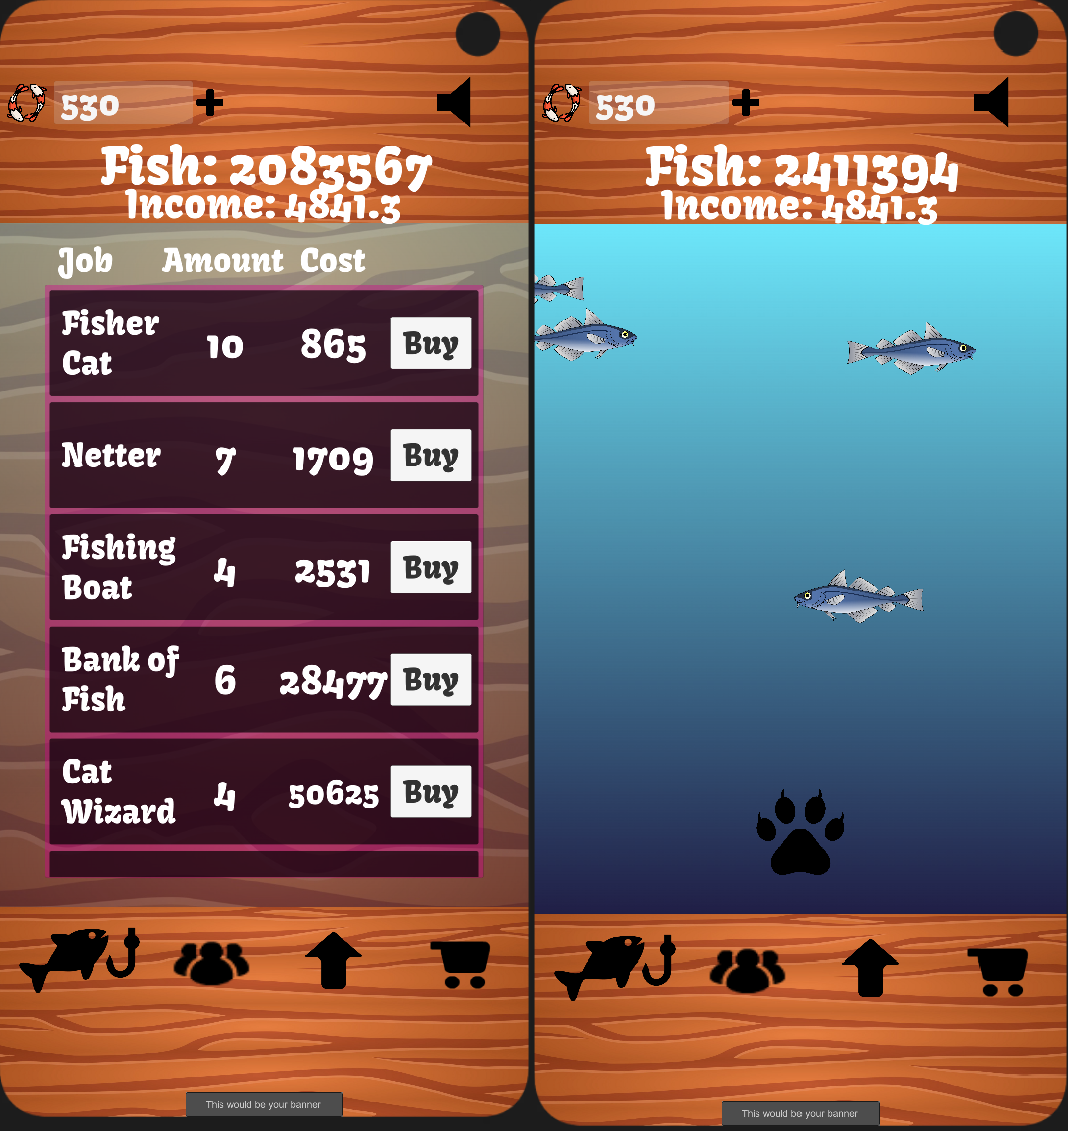 530
Fish: 2083567
Income: 4841.3
Job Amount Cost
Fisher
Cat
10 865 Buy
Netter 7 1709 Buy
Fishing
Boat
4 2531 Buy
Bank of
Fish
6 28477 Buy
Cat
Wizard
4 50625 Buy
This would be your banner
530
Fish: 2411394
Income: 4841.3
This would be your banner